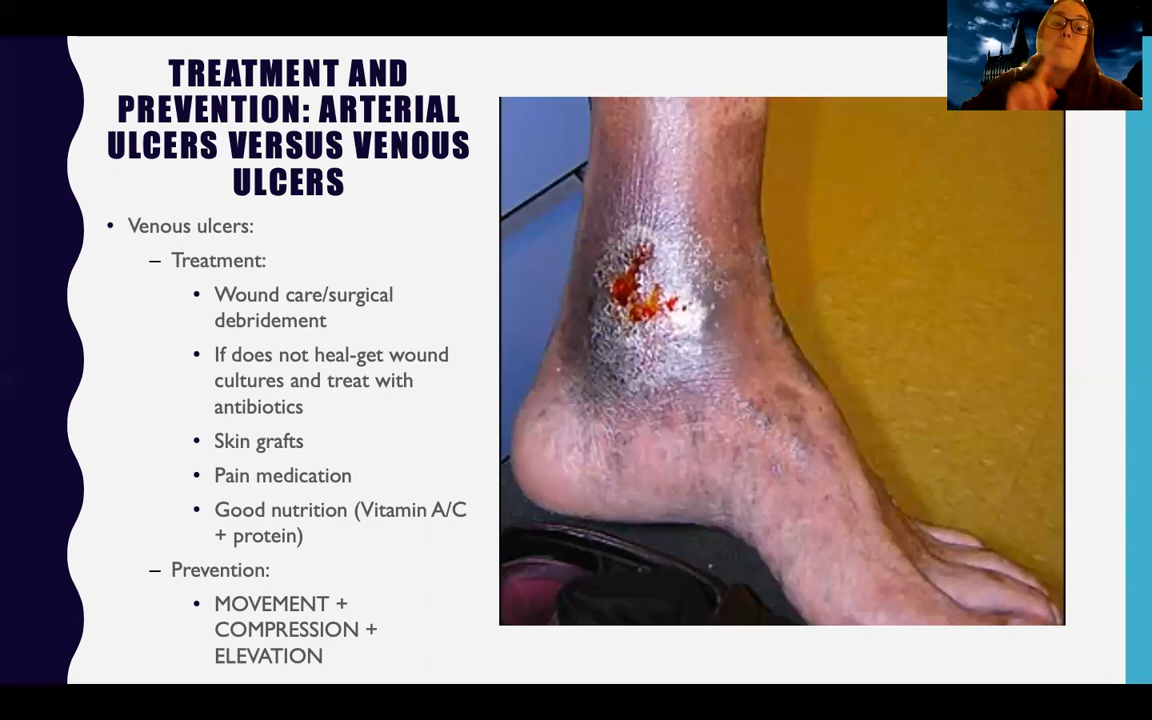 TREATMENT AND
PREVENTION: ARTERIAL
ULCERS VERSUS VENOUS
ULCERS
• Venous ulcers:
– Treatment:
• Wound care/surgical
debridement
• If does not heal-get wound
cultures and treat with
antibiotics
• Skin grafts
• Pain medication
• Good nutrition (Vitamin A/C
+ protein)
– Prevention:
• MOVEMENT +
COMPRESSION +
ELEVATION